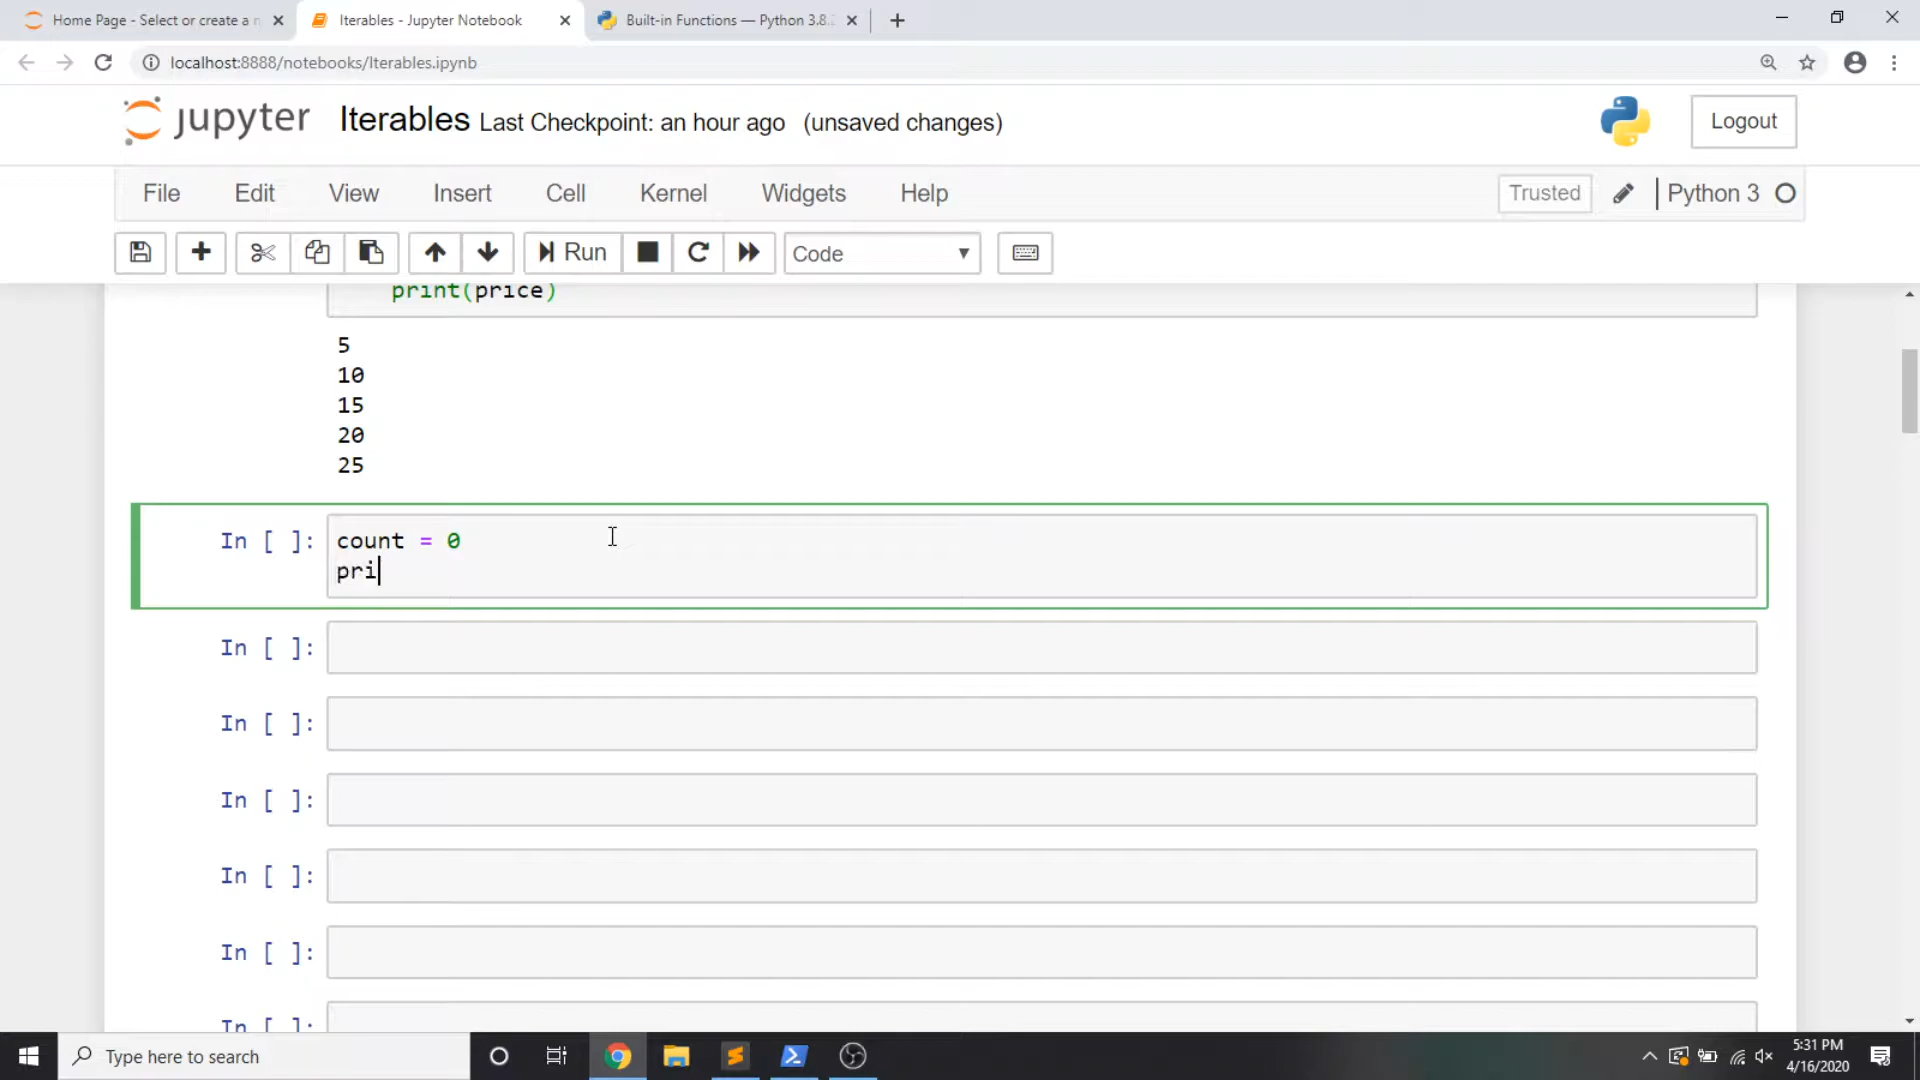 Home Page - Select or create a n
Iterables - Jupyter Notebook
Built-in Functions — Python 3.8.2
localhost:8888/notebooks/Iterables.ipynb
jupyter Iterables Last Checkpoint: an hour ago (unsaved changes)
Logout
File Edit View Insert Cell Kernel Widgets Help
Trusted
Python 3
Run
Code
print(price)
5
10
15
20
25
In [ ]: count = 0
pri
In [ ]:
In [ ]:
In [ ]:
In [ ]:
In [ ]:
In [ ]:
Type here to search
5:31 PM
4/16/2020